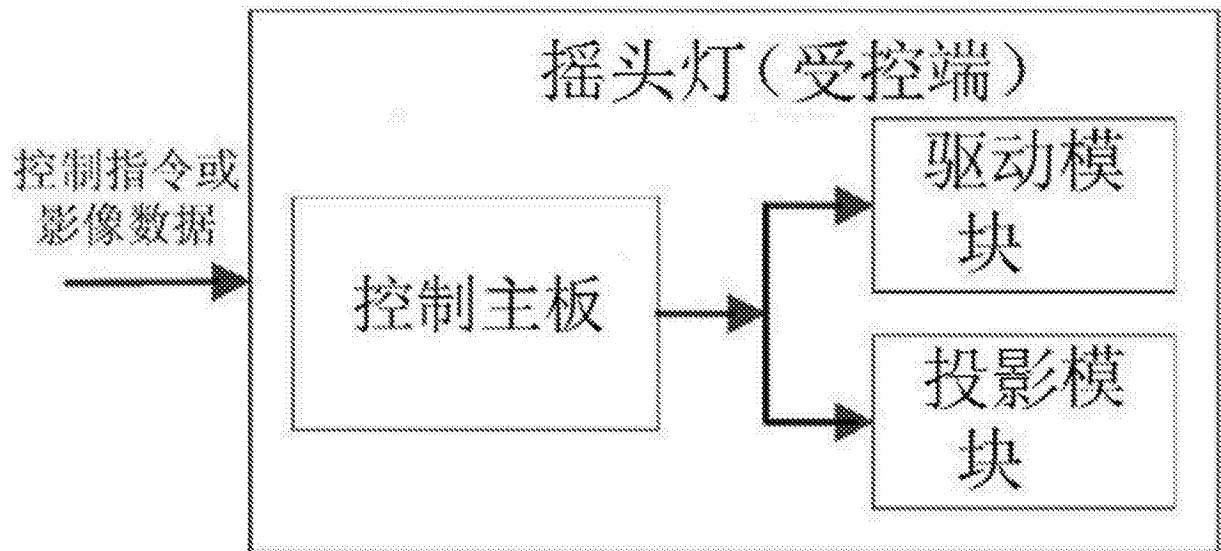 摇头灯(受控端)
控制指令或
影像数据
控制主板
驱动模
块
投影模
块